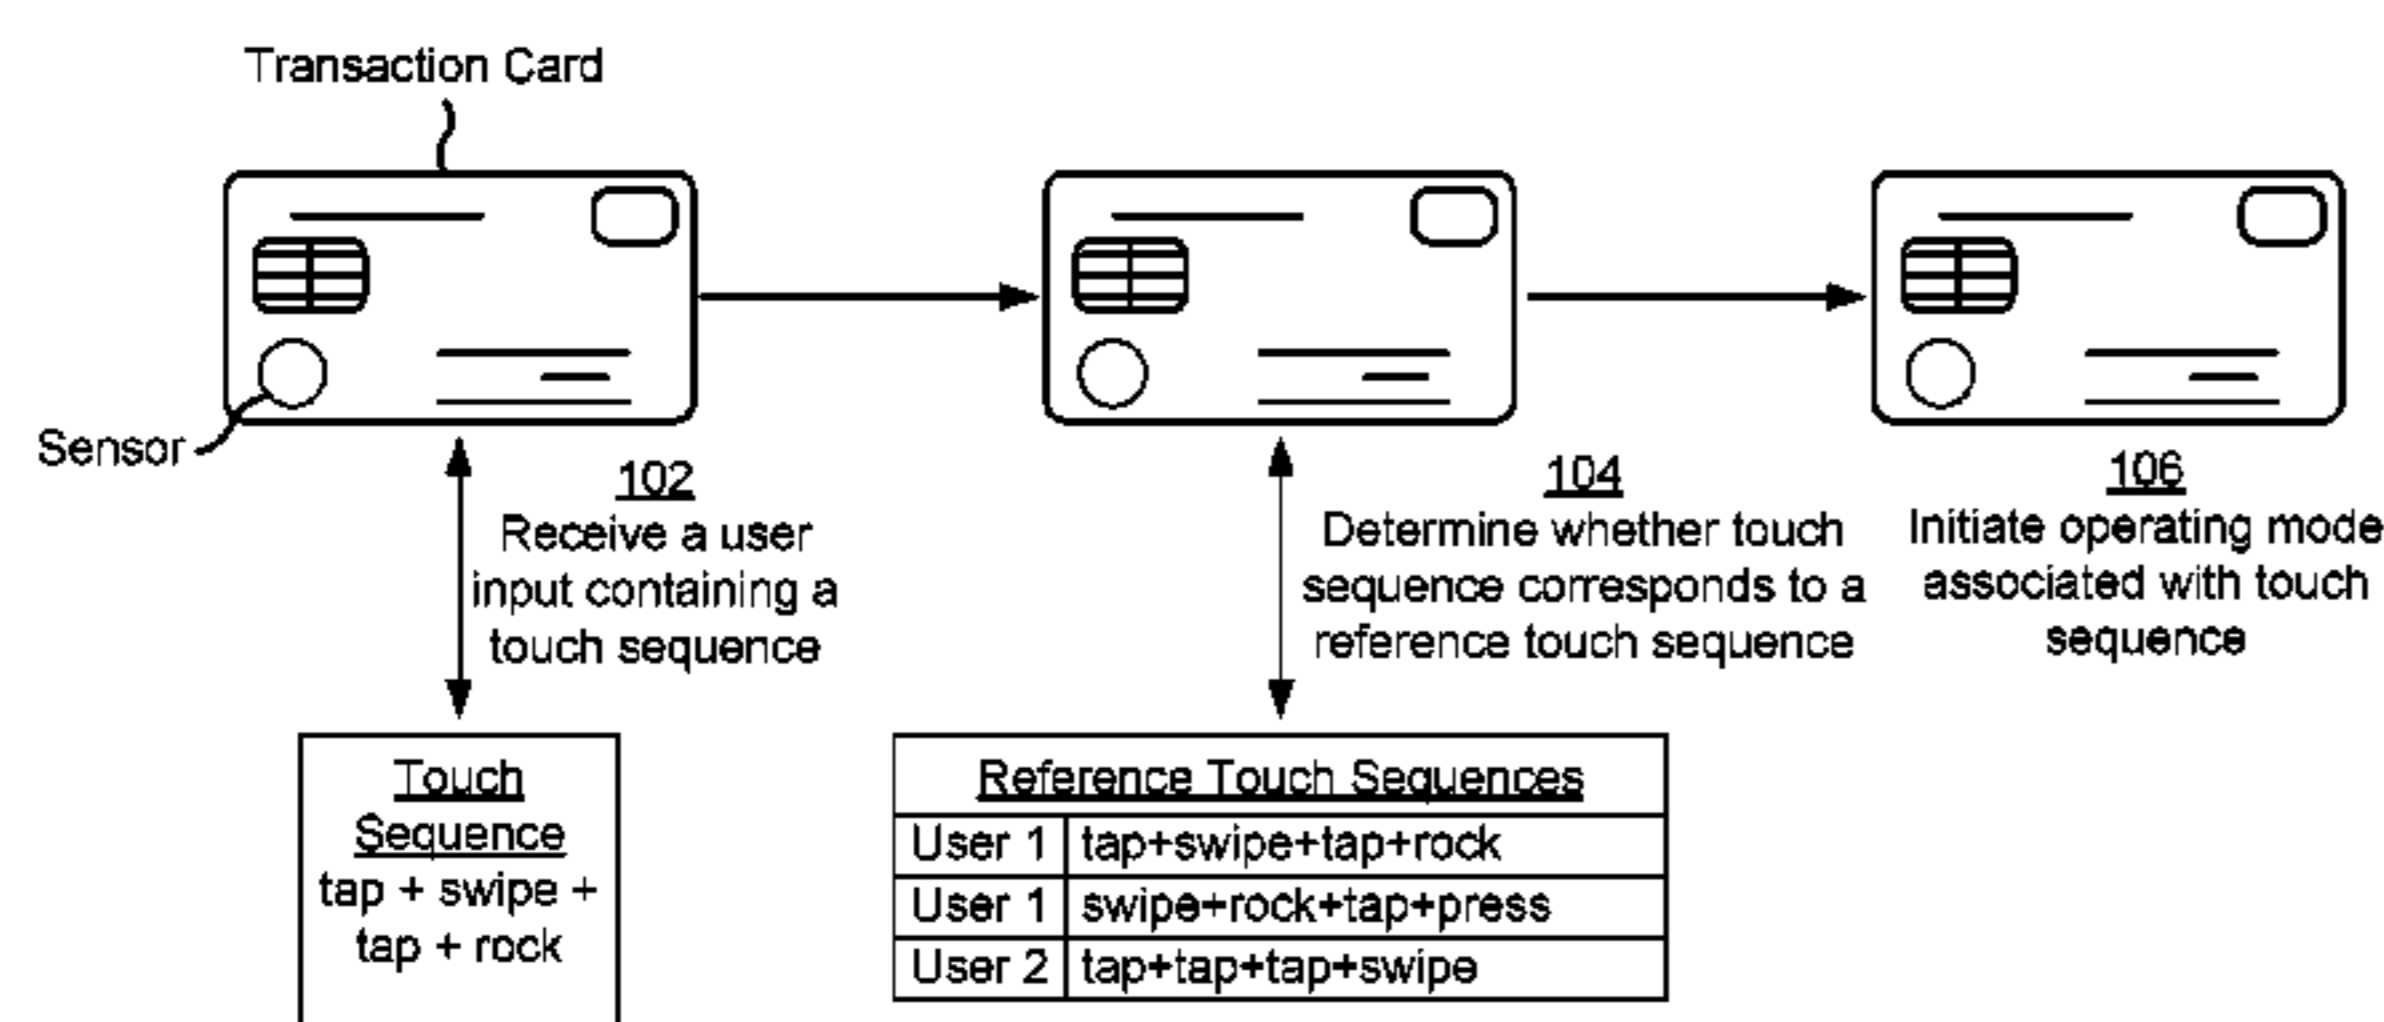 Transaction Card
Sensor
102
Receive a user
input containing a
touch sequence
104
Determine whether touch
sequence corresponds to a
reference touch sequence
106
Initiate operating mode
associated with touch
sequence
Touch
Sequence
tap + swipe +
tap + rock
Reference Touch Sequences
User 1 tap+swipe+tap+rock
User 1 swipe+rock+tap+press
User 2 tap+tap+tap+swipe